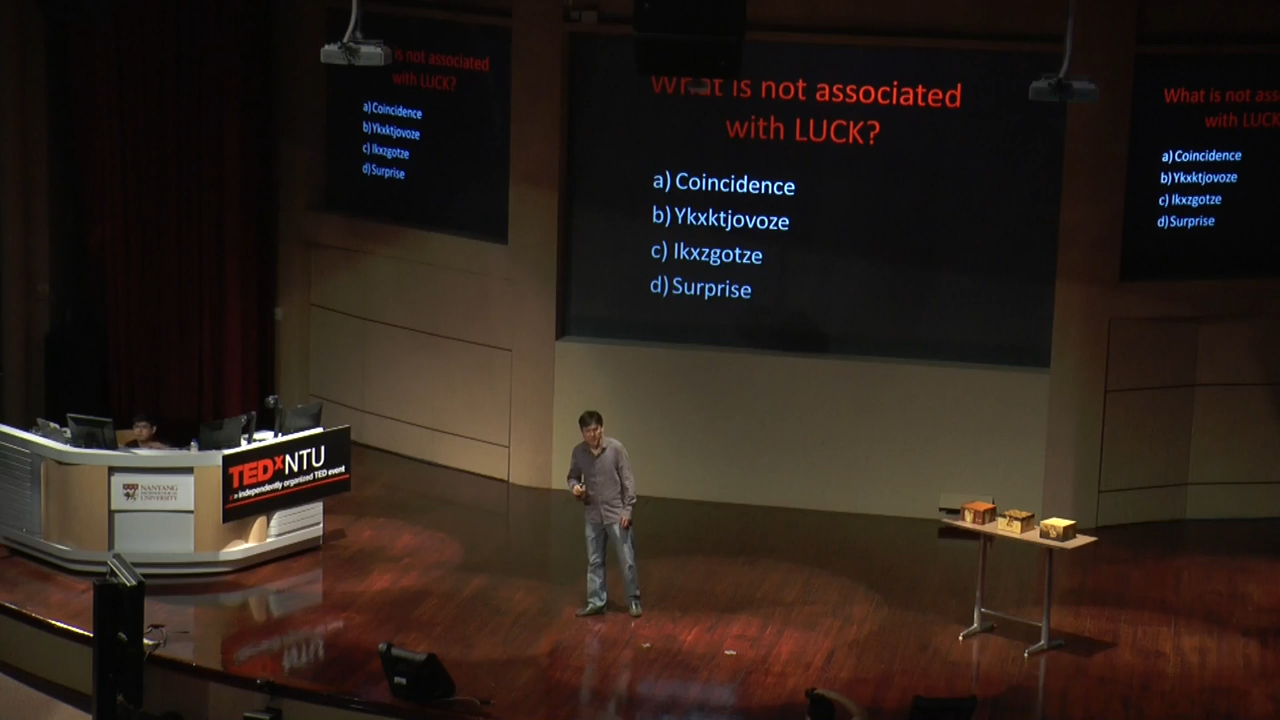 is not associated
with LUCK?
a) Coincidence
b) Ykxktjovoze
c) Ikxzgotze
d) Surprise
What is not associated
with LUCK?
a) Coincidence
b) Ykxktjovoze
c) Ikxzgotze
d) Surprise
What is not ass
with LUCK
a) Coincidence
b) Ykxktjovoze
c) Ikxzgotze
d) Surprise
TEDxNTU
x = independently organized TED event
NANYANG
TECHNOLOGICAL
UNIVERSITY